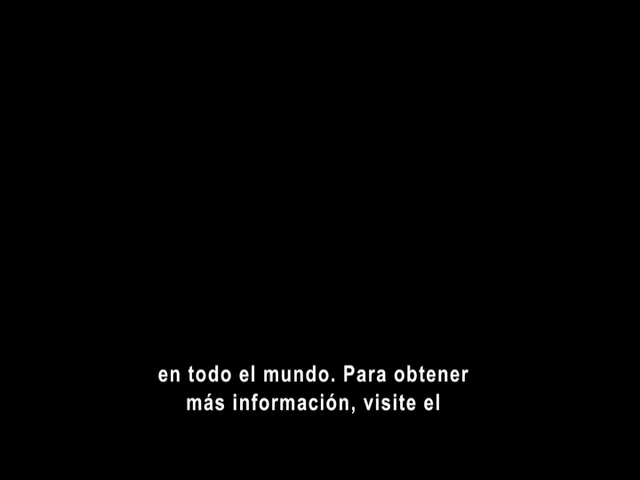 en todo el mundo. Para obtener
más información, visite el